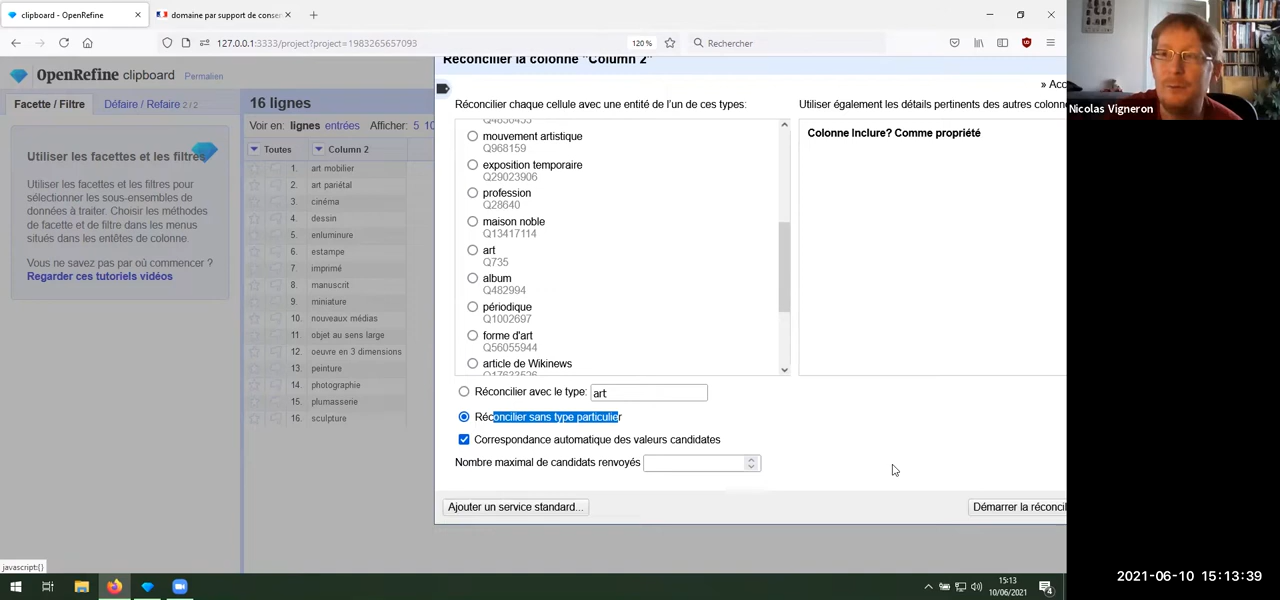 clipboard - OpenRefine
domaine par support de conser
127.0.0.1:3333/project?project=1983265657093
120 %
Rechercher
OpenRefine clipboard Permalien
Facette / Filtre
Défaire / Refaire 2 / 2
Utiliser les facettes et les filtres
Utiliser les facettes et les filtres pour
sélectionner les sous-ensembles de
données à traiter. Choisir les méthodes
de facette et de filtre dans les menus
situés dans les entêtes de colonne.
Vous ne savez pas par où commencer ?
Regarder ces tutoriels vidéos
16 lignes
Voir en: lignes entrées Afficher: 5 10
Toutes Column 2
1. art mobilier
2. art pariétal
3. cinéma
4. dessin
5. enluminure
6. estampe
7. imprimé
8. manuscrit
9. miniature
10. nouveaux médias
11. objet au sens large
12. oeuvre en 3 dimensions
13. peinture
14. photographie
15. plumasserie
16. sculpture
Réconcilier la colonne "Column 2"
» Acc
Réconcilier chaque cellule avec une entité de l'un de ces types:
mouvement artistique
Q968159
exposition temporaire
Q29023906
profession
Q28640
maison noble
Q13417114
art
Q735
album
Q482994
périodique
Q1002697
forme d'art
Q56055944
article de Wikinews
Utiliser également les détails pertinents des autres colonn
Colonne Inclure? Comme propriété
Réconcilier avec le type: art
Réconcilier sans type particulier
Correspondance automatique des valeurs candidates
Nombre maximal de candidats renvoyés
Ajouter un service standard...
Démarrer la réconcil
Nicolas Vigneron
javascript:{}
15:13
10/06/2021
4
2021-06-10 15:13:39